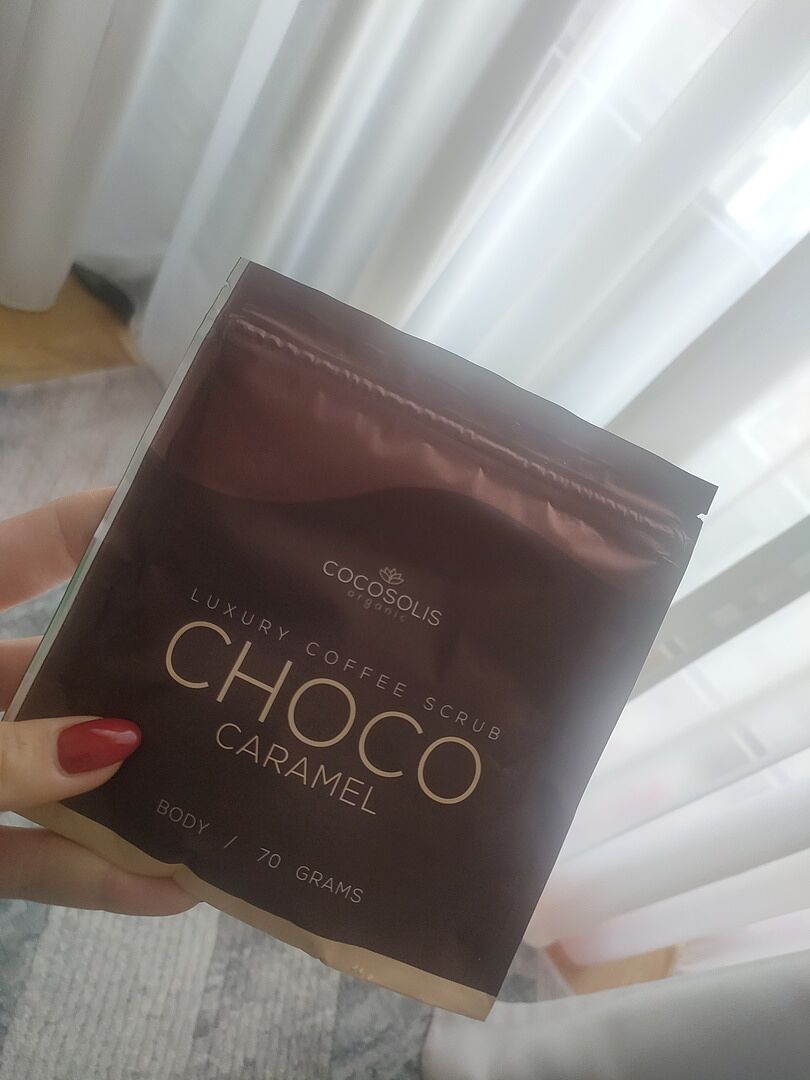 COCOSOLIS
organic
LUXURY COFFEE SCRUB
CHOCO
CARAMEL
BODY / 70 GRAMS